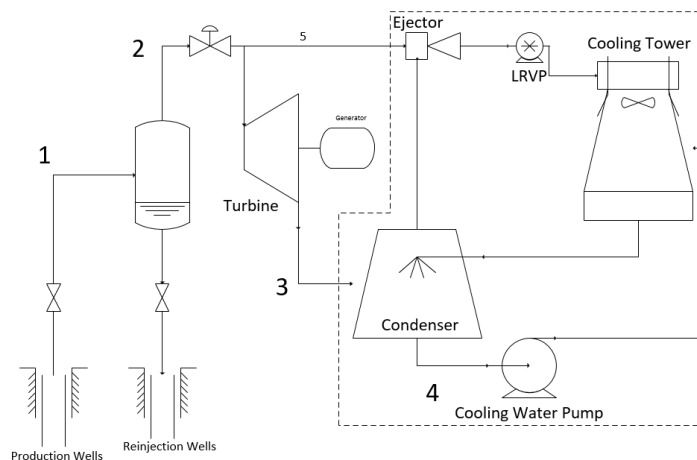 Ejector
2
5
Cooling Tower
LRVP
Generator
1
Turbine
3
Condenser
4
Cooling Water Pump
Production Wells
Reinjection Wells